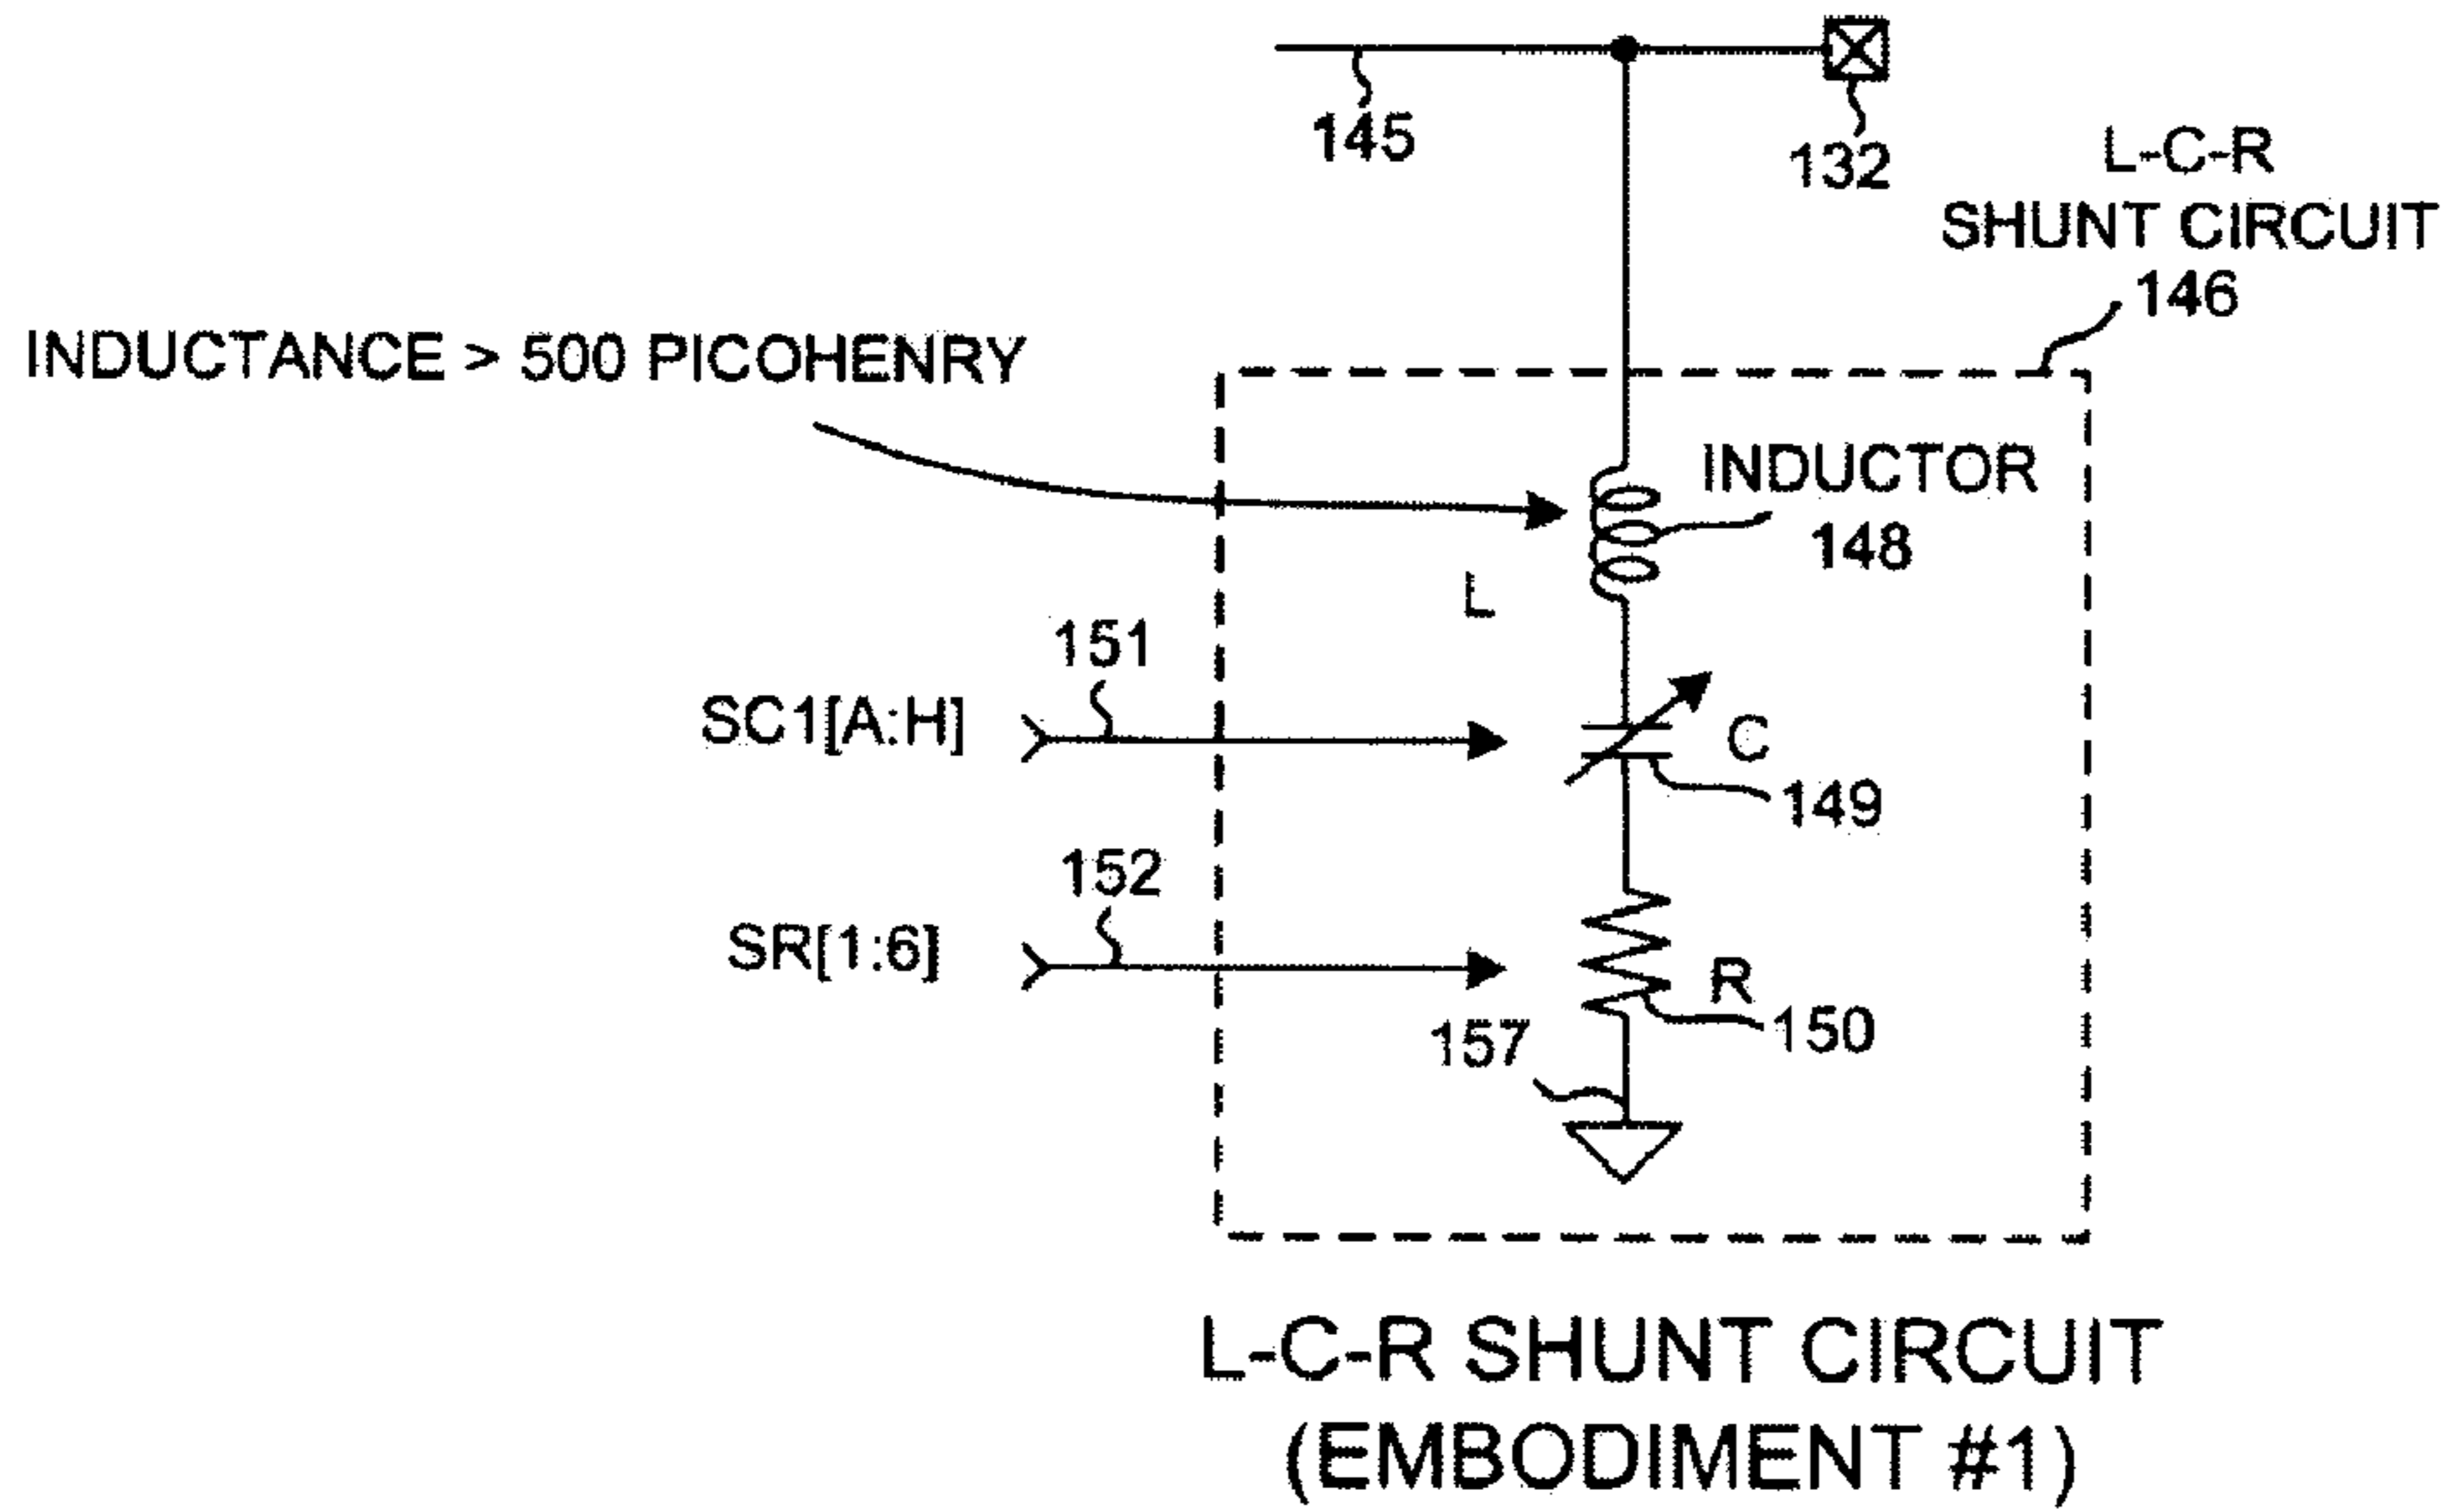 145
132
L-C-R
SHUNT CIRCUIT
146
INDUCTANCE > 500 PICOHENRY
INDUCTOR
148
L
151
SC1[A:H]
C
149
152
SR[1:6]
R
150
157
L-C-R SHUNT CIRCUIT
(EMBODIMENT #1)